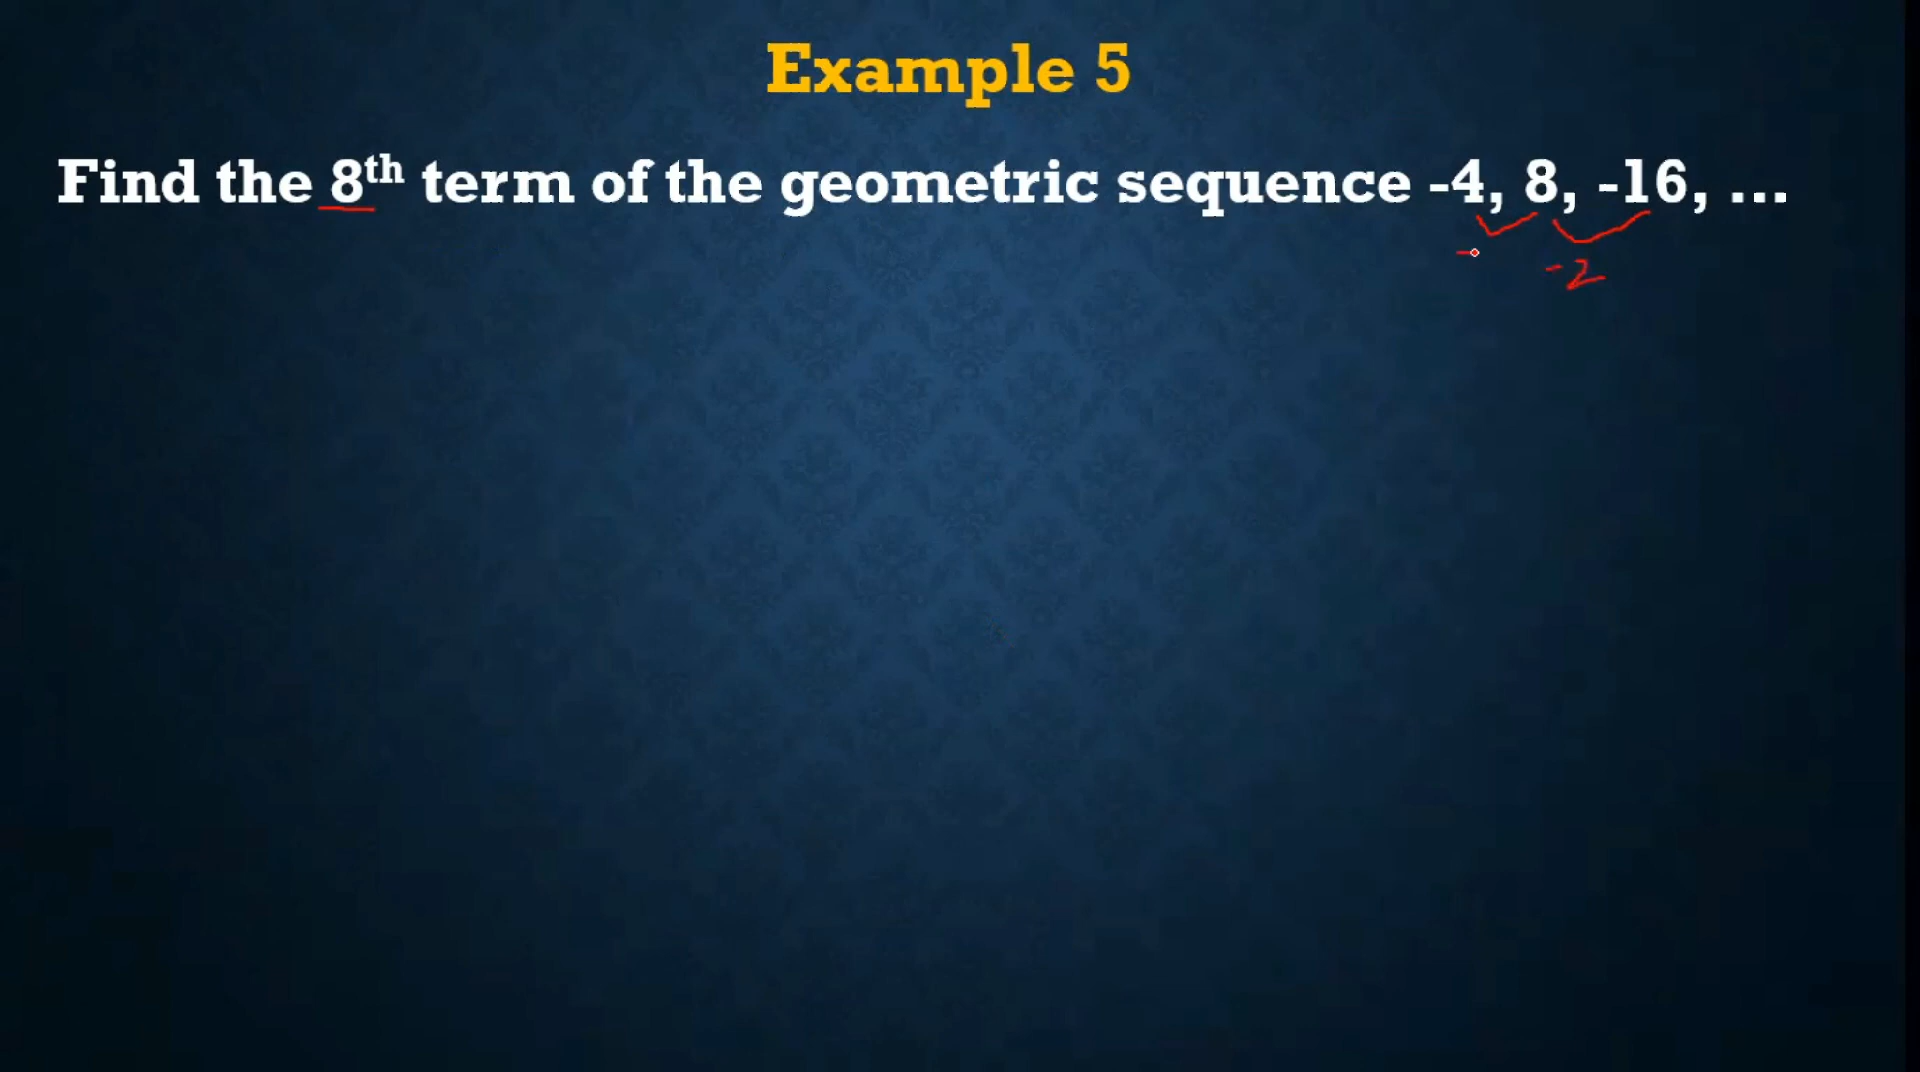 Example 5
Find the 8th term of the geometric sequence -4, 8, -16, ...
-2